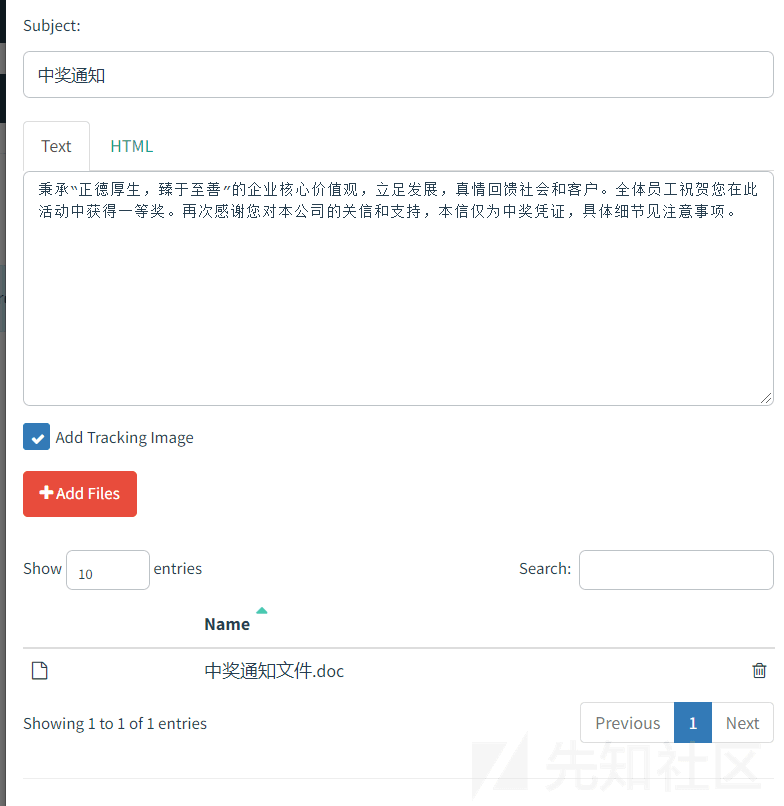 Subject:
中奖通知
Text HTML
秉承“正德厚生，臻于至善”的企业核心价值观，立足发展，真情回馈社会和客户。全体员工祝贺您在此
活动中获得一等奖。再次感谢您对本公司的关信和支持，本信仅为中奖凭证，具体细节见注意事项。
Add Tracking Image
Add Files
Show 10 entries Search:
Name
中奖通知文件.doc
Showing 1 to 1 of 1 entries Previous 1 Next
先知社区